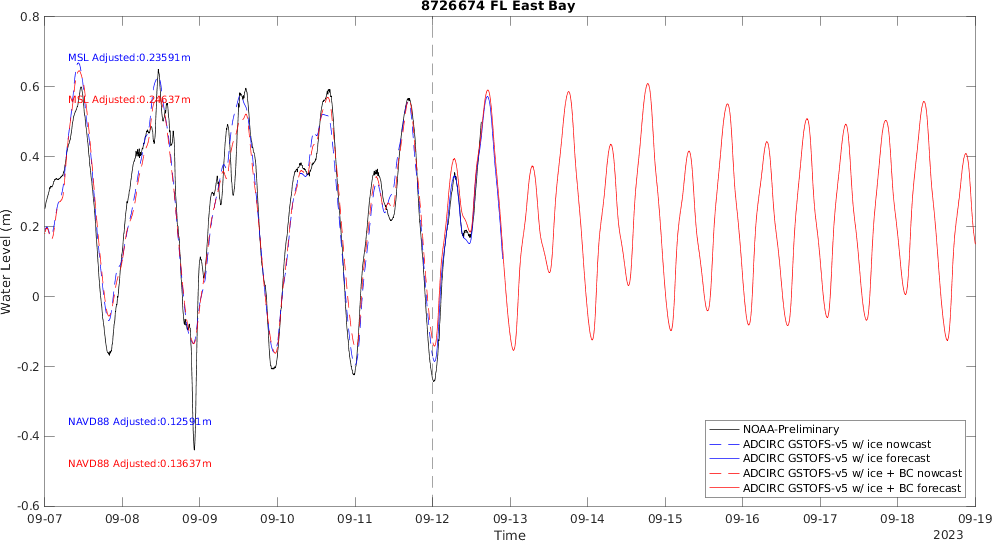 8726674 FL East Bay
0.8
0.6
0.4
0.2
0
-0.2
-0.4
-0.6
Water Level (m)
MSL Adjusted:0.23591m
MSL Adjusted:0.24637m
NAVD88 Adjusted:0.12591m
NAVD88 Adjusted:0.13637m
NOAA-Preliminary
ADCIRC GSTOFS-v5 w/ ice nowcast
ADCIRC GSTOFS-v5 w/ ice forecast
ADCIRC GSTOFS-v5 w/ ice + BC nowcast
ADCIRC GSTOFS-v5 w/ ice + BC forecast
09-07 09-08 09-09 09-10 09-11 09-12 09-13 09-14 09-15 09-16 09-17 09-18 09-19
Time
2023